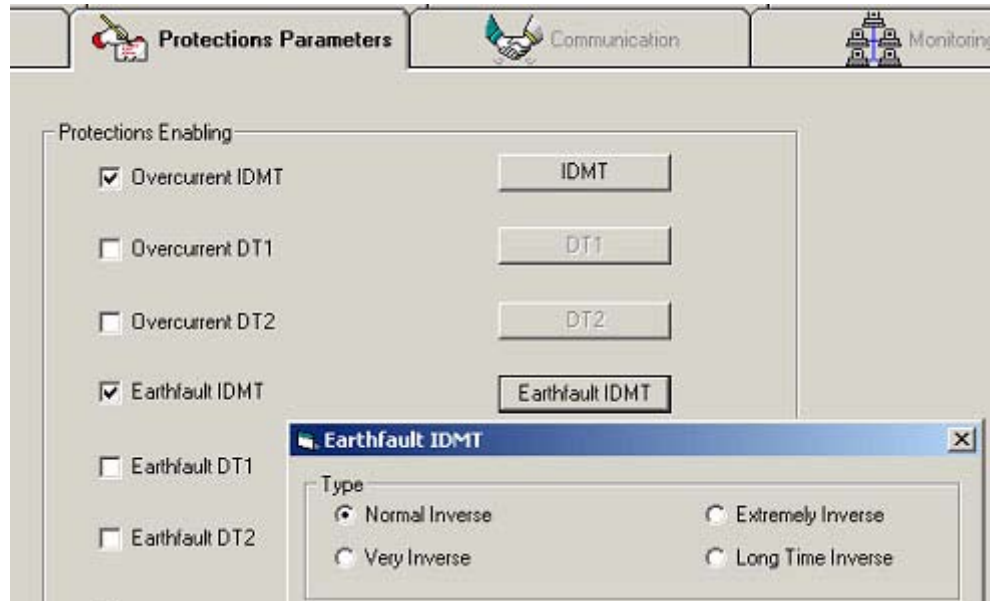 Protections Parameters
Communication
Monitoring
Protections Enabling
Overcurrent IDMT
IDMT
Overcurrent DT1
DT1
Overcurrent DT2
DT2
Earthfault IDMT
Earthfault IDMT
Earthfault IDMT
Earthfault DT1
Type
Normal Inverse
Extremely Inverse
Earthfault DT2
Very Inverse
Long Time Inverse